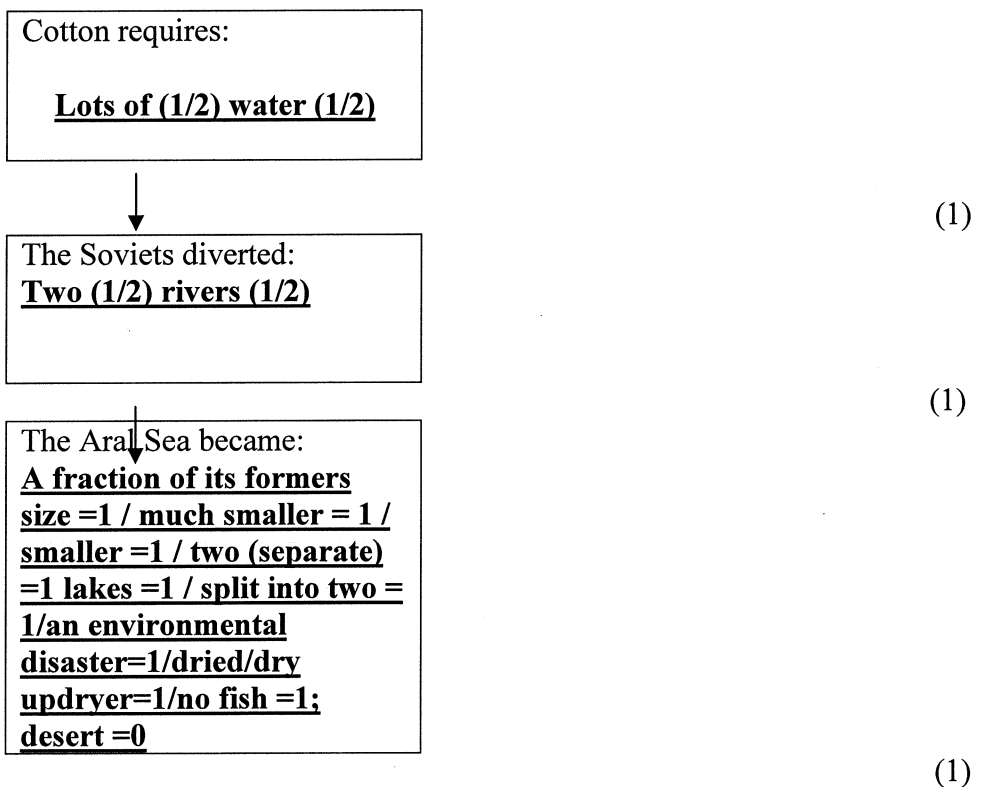 Cotton requires:
Lots of (1/2) water (1/2)
(1)
The Soviets diverted:
Two (1/2) rivers (1/2)
(1)
The Aral Sea became:
A fraction of its formers
size =1 / much smaller = 1 /
smaller =1 / two (separate)
=1 lakes =1 / split into two =
1/an environmental
disaster=1/dried/dry
updryer=1/no fish =1;
desert =0
(1)